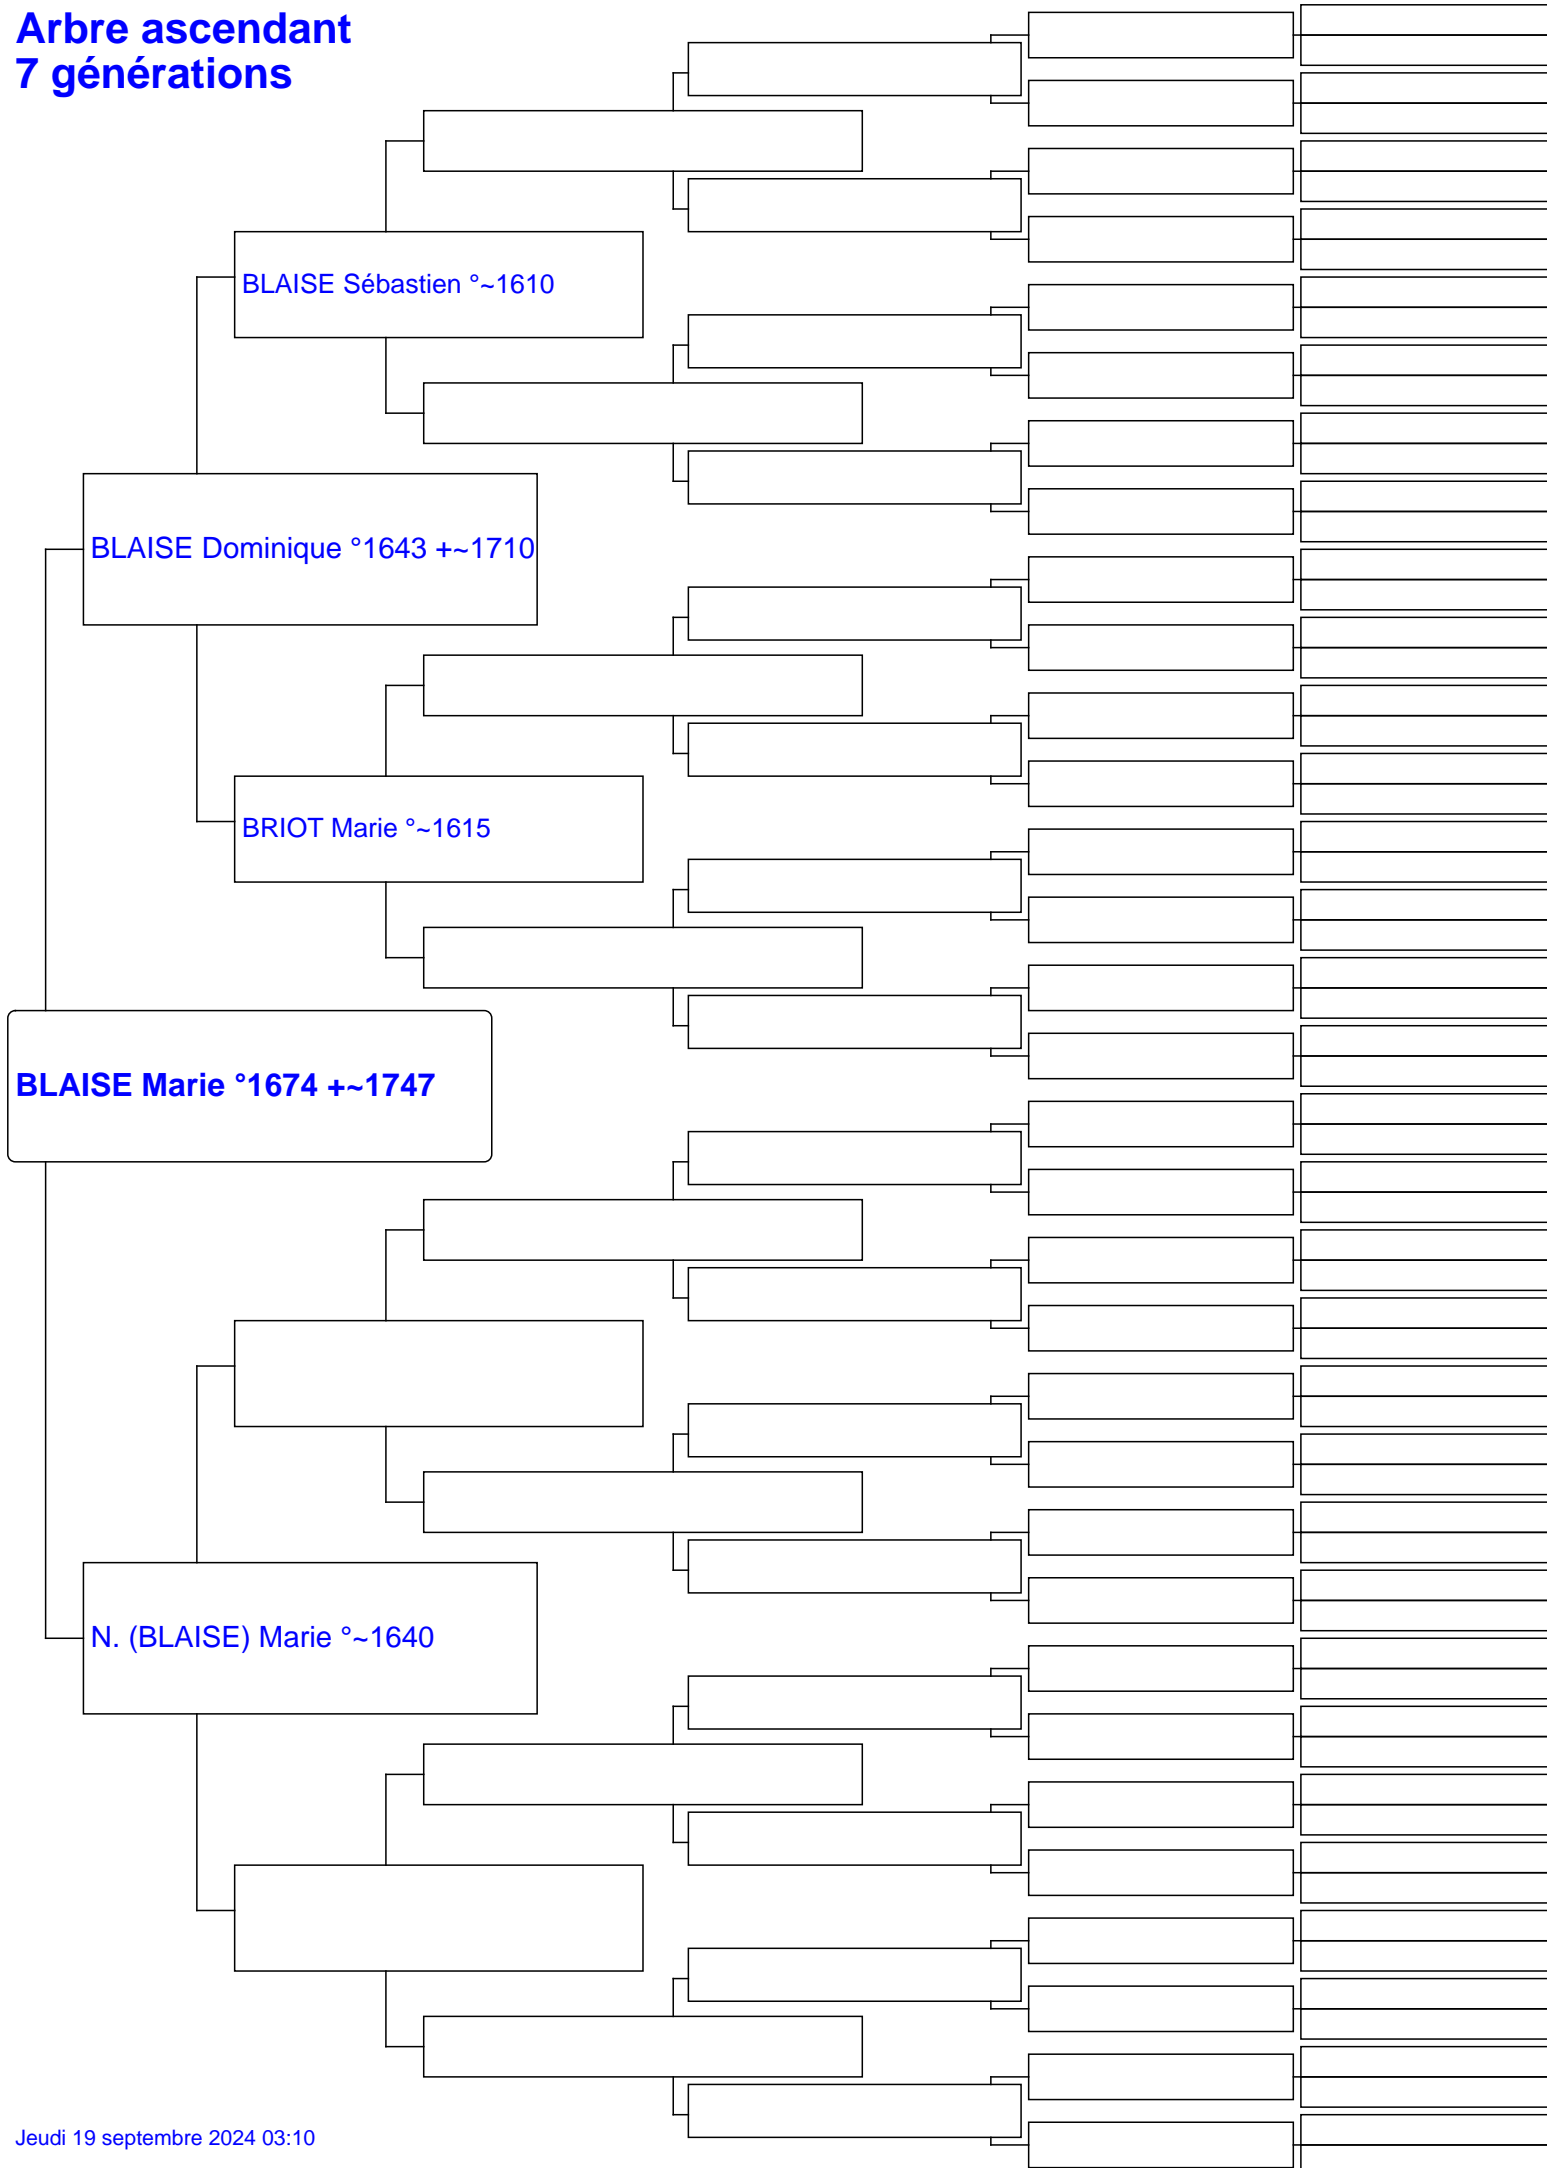 Arbre ascendant
7 générations
BLAISE Sébastien °~1610
BLAISE Dominique °1643 +~1710
BRIOT Marie °~1615
BLAISE Marie °1674 +~1747
N. (BLAISE) Marie °~1640
Jeudi 19 septembre 2024 03:10